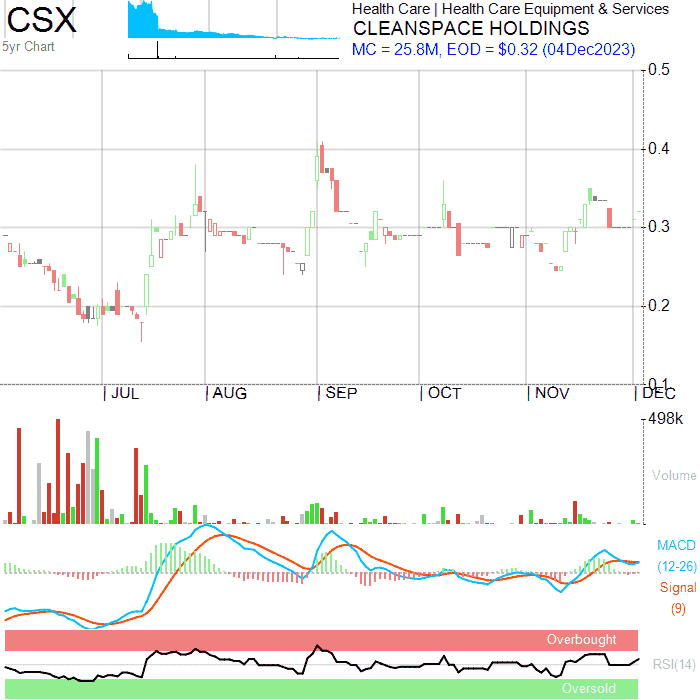 CSX
5yr Chart
Health Care | Health Care Equipment & Services
CLEANSPACE HOLDINGS
MC = 25.8M, EOD = $0.32 (04Dec2023)
0.5
0.4
0.3
0.2
0.1
JUL
AUG
SEP
OCT
NOV
DEC
498k
Volume
MACD
(12-26)
Signal
(9)
Overbought
RSI(14)
Oversold